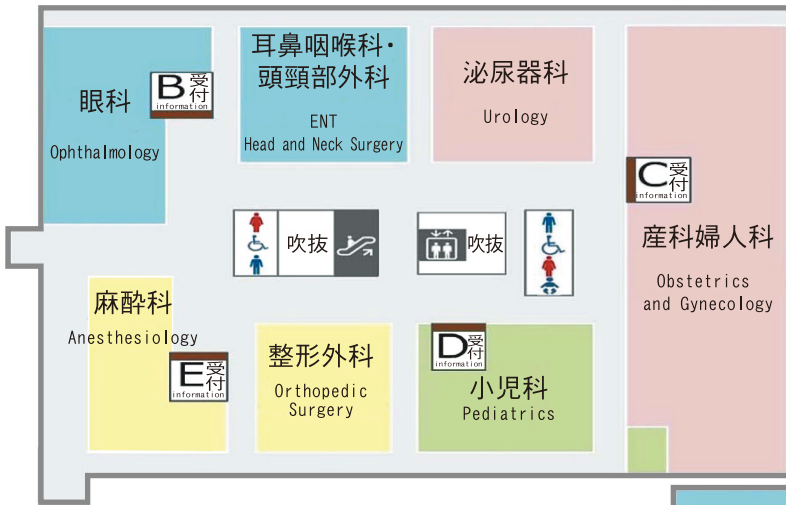 眼科
Ophthalmology
B受付
information
耳鼻咽喉科・
頭頸部外科
ENT
Head and Neck Surgery
泌尿器科
Urology
C受付
information
産科婦人科
Obstetrics
and Gynecology
吹抜
吹抜
麻酔科
Anesthesiology
E受付
information
整形外科
Orthopedic
Surgery
D受付
information
小児科
Pediatrics